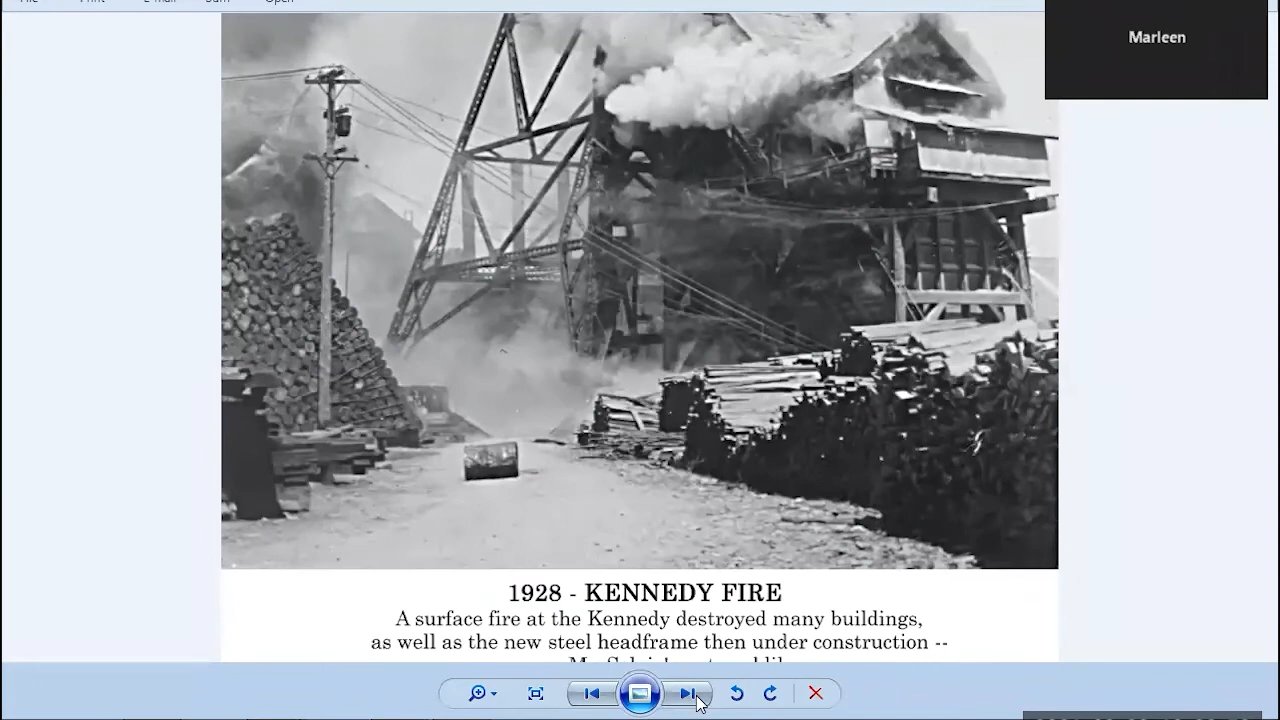 Marleen
1928 - KENNEDY FIRE
A surface fire at the Kennedy destroyed many buildings,
as well as the new steel headframe then under construction --